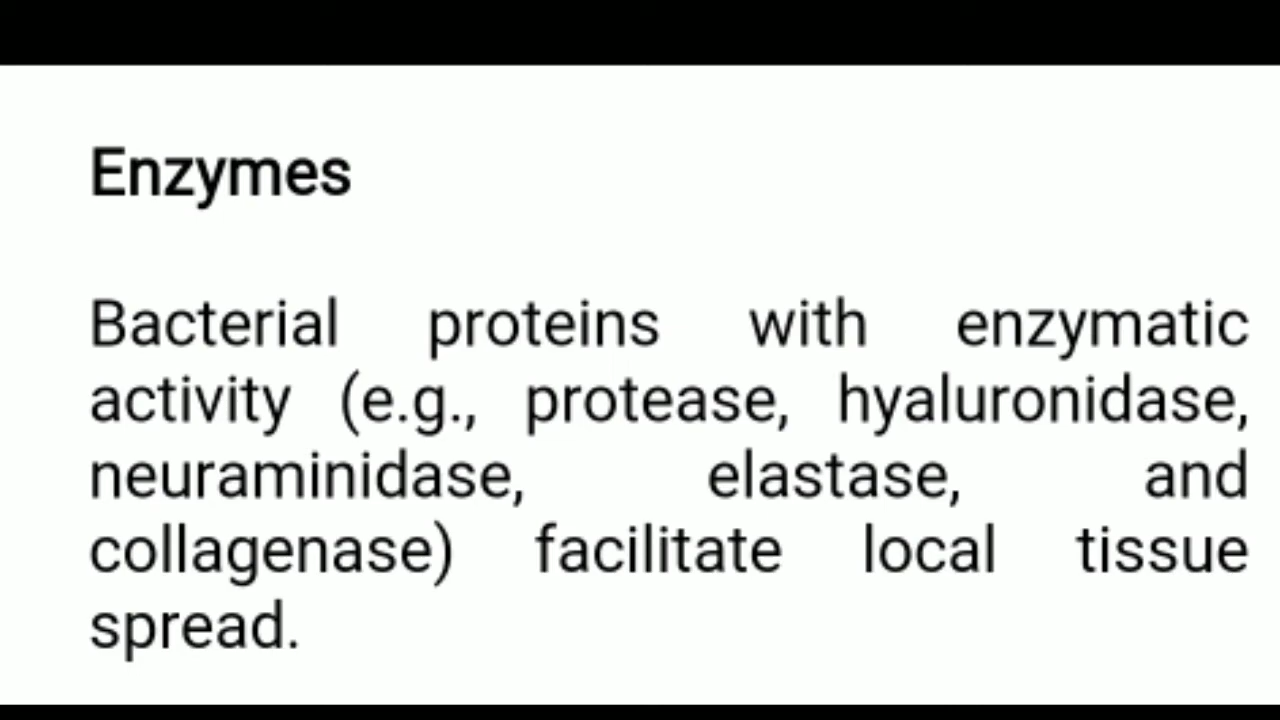 Enzymes
Bacterial proteins with enzymatic
activity (e.g., protease, hyaluronidase,
neuraminidase, elastase, and
collagenase) facilitate local tissue
spread.